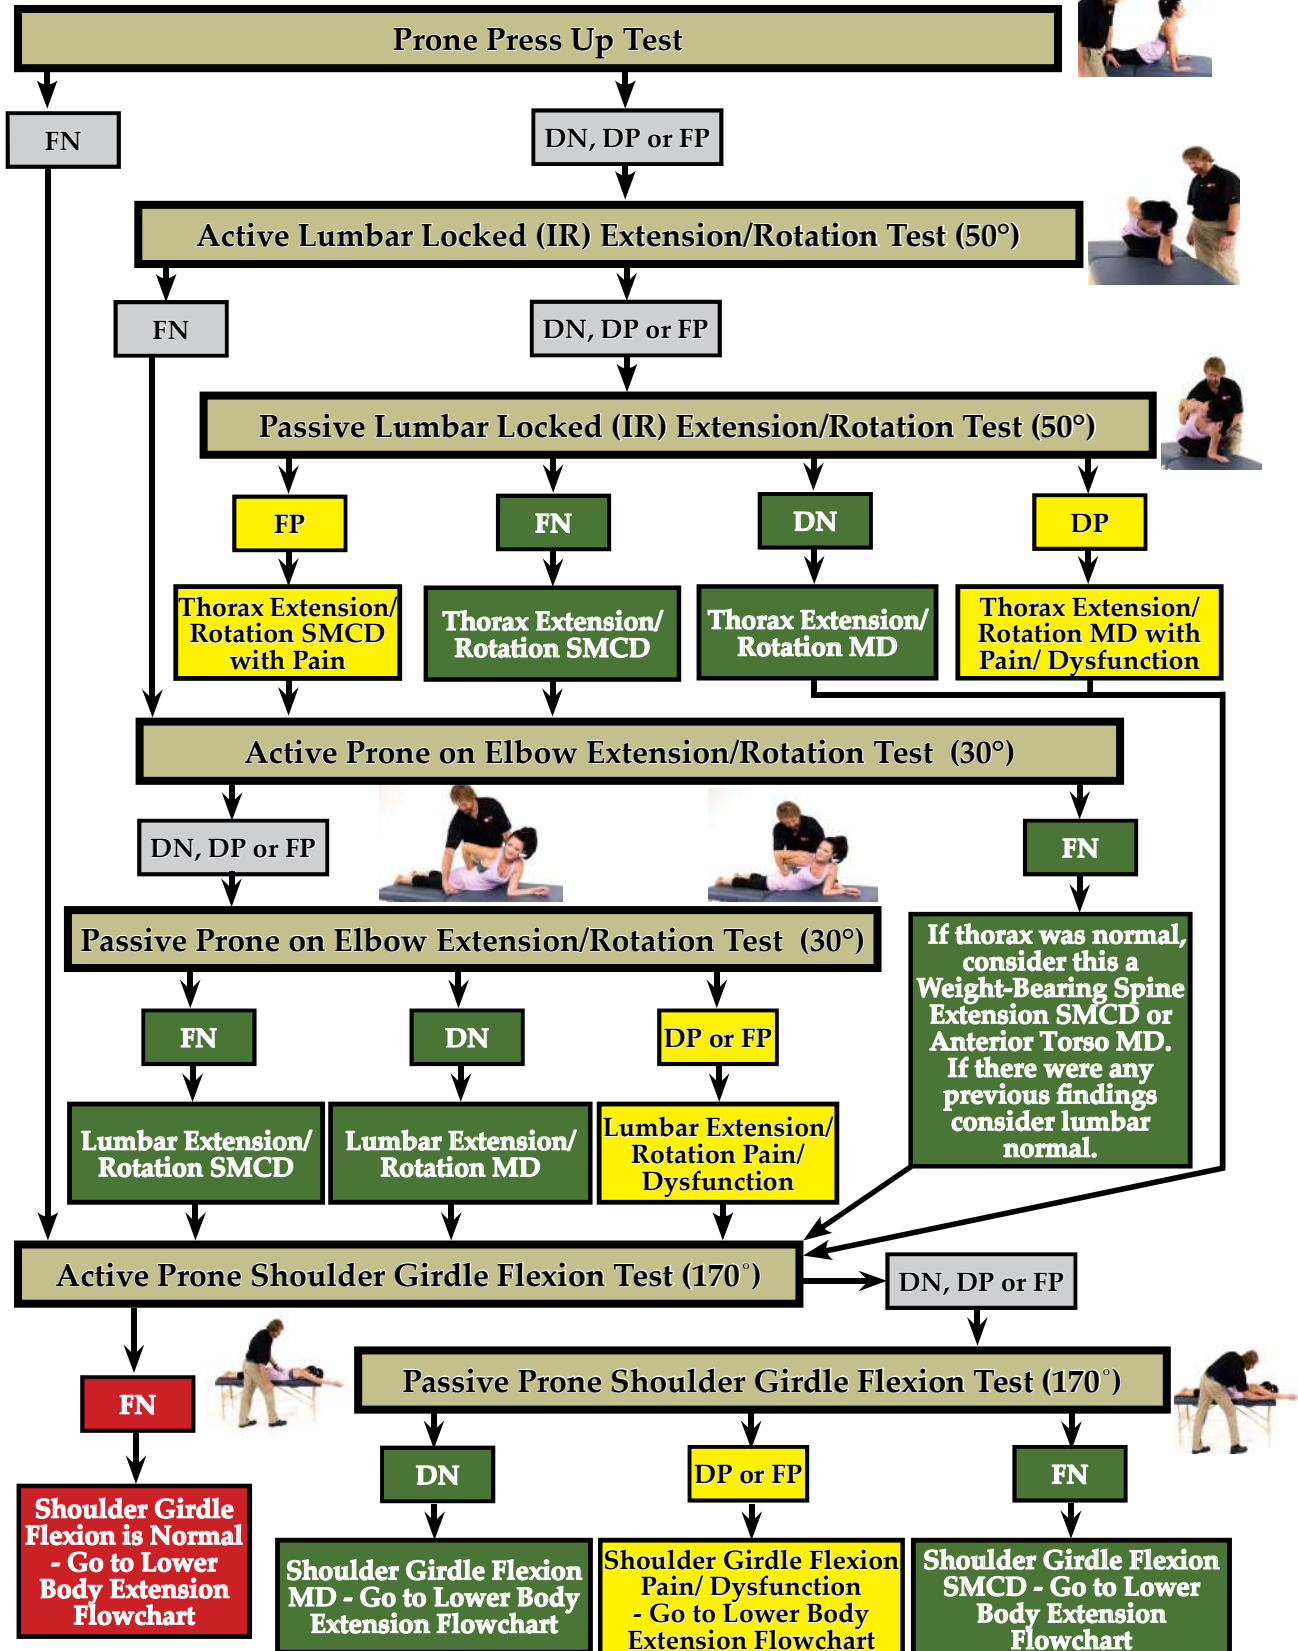 Prone Press Up Test
FN
DN, DP or FP
Active Lumbar Locked (IR) Extension/Rotation Test (50°)
FN
DN, DP or FP
Passive Lumbar Locked (IR) Extension/Rotation Test (50°)
FP
FN
DN
DP
Thorax Extension/
Rotation SMCD
with Pain
Thorax Extension/
Rotation SMCD
Thorax Extension/
Rotation MD
Thorax Extension/
Rotation MD with
Pain/ Dysfunction
Active Prone on Elbow Extension/Rotation Test (30°)
DN, DP or FP
FN
Passive Prone on Elbow Extension/Rotation Test (30°)
If thorax was normal,
consider this a
Weight-Bearing Spine
Extension SMCD or
Anterior Torso MD.
If there were any
previous findings
consider lumbar
normal.
FN
DN
DP or FP
Lumbar Extension/
Rotation SMCD
Lumbar Extension/
Rotation MD
Lumbar Extension/
Rotation Pain/
Dysfunction
Active Prone Shoulder Girdle Flexion Test (170°)
DN, DP or FP
FN
Passive Prone Shoulder Girdle Flexion Test (170°)
DN
DP or FP
FN
Shoulder Girdle
Flexion is Normal
- Go to Lower
Body Extension
Flowchart
Shoulder Girdle Flexion
MD - Go to Lower Body
Extension Flowchart
Shoulder Girdle Flexion
Pain/ Dysfunction
- Go to Lower Body
Extension Flowchart
Shoulder Girdle Flexion
SMCD - Go to Lower
Body Extension
Flowchart